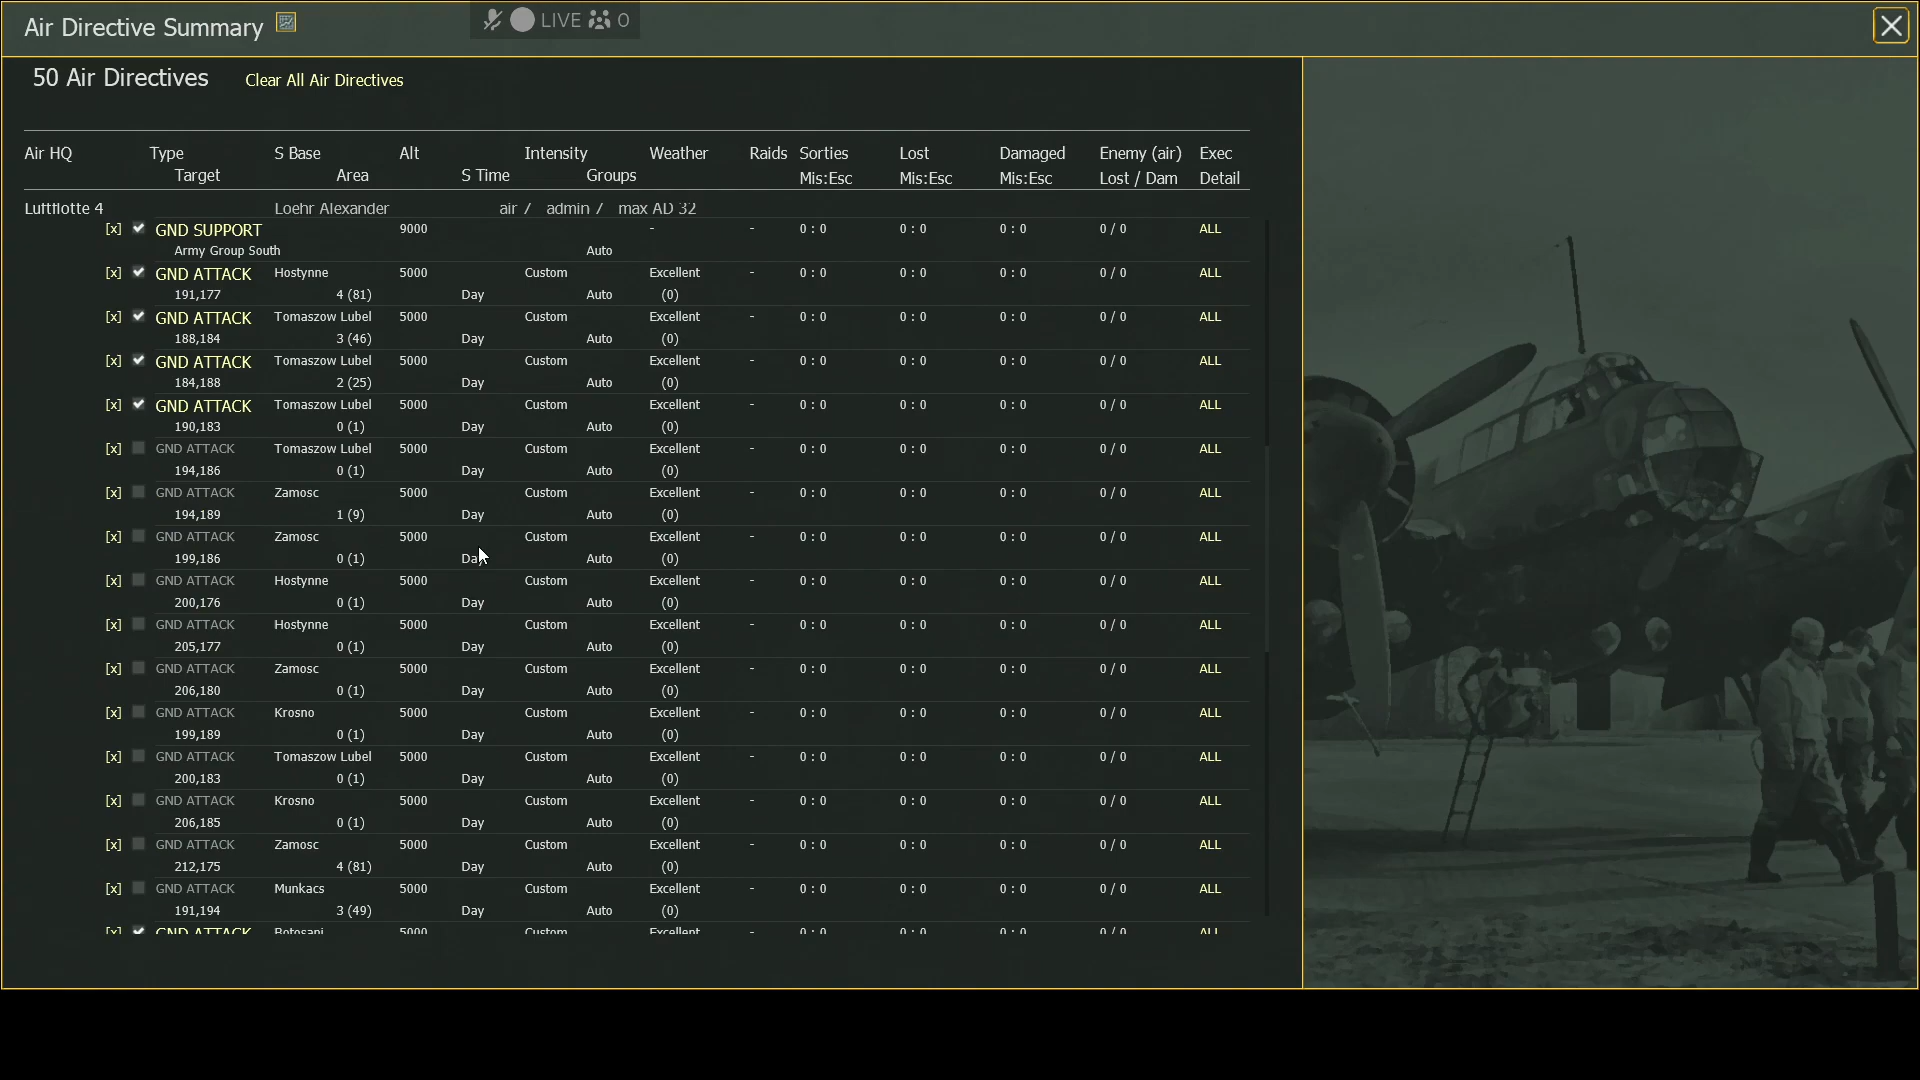 Air Directive Summary
LIVE 0
50 Air Directives Clear All Air Directives
Air HQ Type S Base Alt Intensity Weather Raids Sorties Lost Damaged Enemy (air) Exec
Target Area S Time Groups Mis:Esc Mis:Esc Mis:Esc Lost / Dam Detail
Luftflotte 4 Loehr Alexander air / admin / max AD 32
[x] GND SUPPORT 9000 - - 0 : 0 0 : 0 0 : 0 0 / 0 ALL
Army Group South Auto
[x] GND ATTACK Hostynne 5000 Custom Excellent - 0 : 0 0 : 0 0 : 0 0 / 0 ALL
191,177 4 (81) Day Auto (0)
[x] GND ATTACK Tomaszow Lubel 5000 Custom Excellent - 0 : 0 0 : 0 0 : 0 0 / 0 ALL
188,184 3 (46) Day Auto (0)
[x] GND ATTACK Tomaszow Lubel 5000 Custom Excellent - 0 : 0 0 : 0 0 : 0 0 / 0 ALL
184,188 2 (25) Day Auto (0)
[x] GND ATTACK Tomaszow Lubel 5000 Custom Excellent - 0 : 0 0 : 0 0 : 0 0 / 0 ALL
190,183 0 (1) Day Auto (0)
[x] GND ATTACK Tomaszow Lubel 5000 Custom Excellent - 0 : 0 0 : 0 0 : 0 0 / 0 ALL
194,186 0 (1) Day Auto (0)
[x] GND ATTACK Zamosc 5000 Custom Excellent - 0 : 0 0 : 0 0 : 0 0 / 0 ALL
194,189 1 (9) Day Auto (0)
[x] GND ATTACK Zamosc 5000 Custom Excellent - 0 : 0 0 : 0 0 : 0 0 / 0 ALL
199,186 0 (1) Day Auto (0)
[x] GND ATTACK Hostynne 5000 Custom Excellent - 0 : 0 0 : 0 0 : 0 0 / 0 ALL
200,176 0 (1) Day Auto (0)
[x] GND ATTACK Hostynne 5000 Custom Excellent - 0 : 0 0 : 0 0 : 0 0 / 0 ALL
205,177 0 (1) Day Auto (0)
[x] GND ATTACK Zamosc 5000 Custom Excellent - 0 : 0 0 : 0 0 : 0 0 / 0 ALL
206,180 0 (1) Day Auto (0)
[x] GND ATTACK Krosno 5000 Custom Excellent - 0 : 0 0 : 0 0 : 0 0 / 0 ALL
199,189 0 (1) Day Auto (0)
[x] GND ATTACK Tomaszow Lubel 5000 Custom Excellent - 0 : 0 0 : 0 0 : 0 0 / 0 ALL
200,183 0 (1) Day Auto (0)
[x] GND ATTACK Krosno 5000 Custom Excellent - 0 : 0 0 : 0 0 : 0 0 / 0 ALL
206,185 0 (1) Day Auto (0)
[x] GND ATTACK Zamosc 5000 Custom Excellent - 0 : 0 0 : 0 0 : 0 0 / 0 ALL
212,175 4 (81) Day Auto (0)
[x] GND ATTACK Munkacs 5000 Custom Excellent - 0 : 0 0 : 0 0 : 0 0 / 0 ALL
191,194 3 (49) Day Auto (0)
[x] GND ATTACK Botosani 5000 Custom Excellent - 0 : 0 0 : 0 0 : 0 0 / 0 ALL